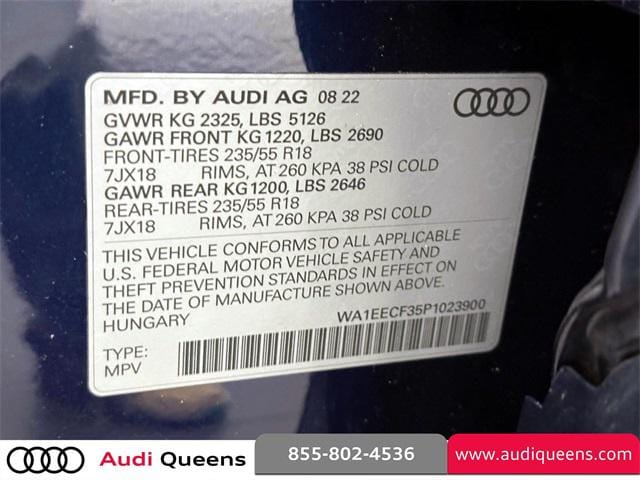 MFD. BY AUDI AG 08 22
GVWR KG 2325, LBS 5126
GAWR FRONT KG 1220, LBS 2690
FRONT-TIRES 235/55 R18
7JX18 RIMS, AT 260 KPA 38 PSI COLD
GAWR REAR KG 1200, LBS 2646
REAR-TIRES 235/55 R18
7JX18 RIMS, AT 260 KPA 38 PSI COLD
THIS VEHICLE CONFORMS TO ALL APPLICABLE
U.S. FEDERAL MOTOR VEHICLE SAFETY AND
THEFT PREVENTION STANDARDS IN EFFECT ON
THE DATE OF MANUFACTURE SHOWN ABOVE.
HUNGARY WA1EECF35P1023900
TYPE:
MPV
Audi Queens 855-802-4536 www.audiqueens.com